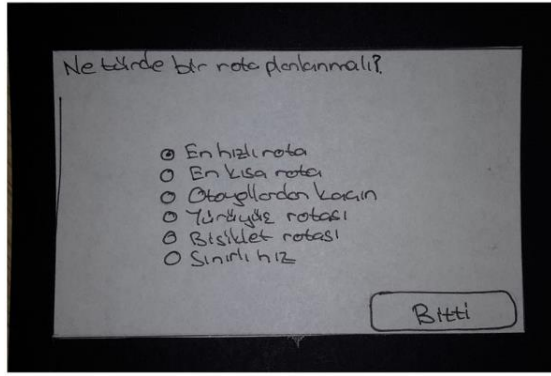 Ne türde bir rota planlanmalı?
En hızlı rota
En kısa rota
Otoyollardan kaçın
Yürüyüş rotası
Bisiklet rotası
Sınırlı hız
Bitti